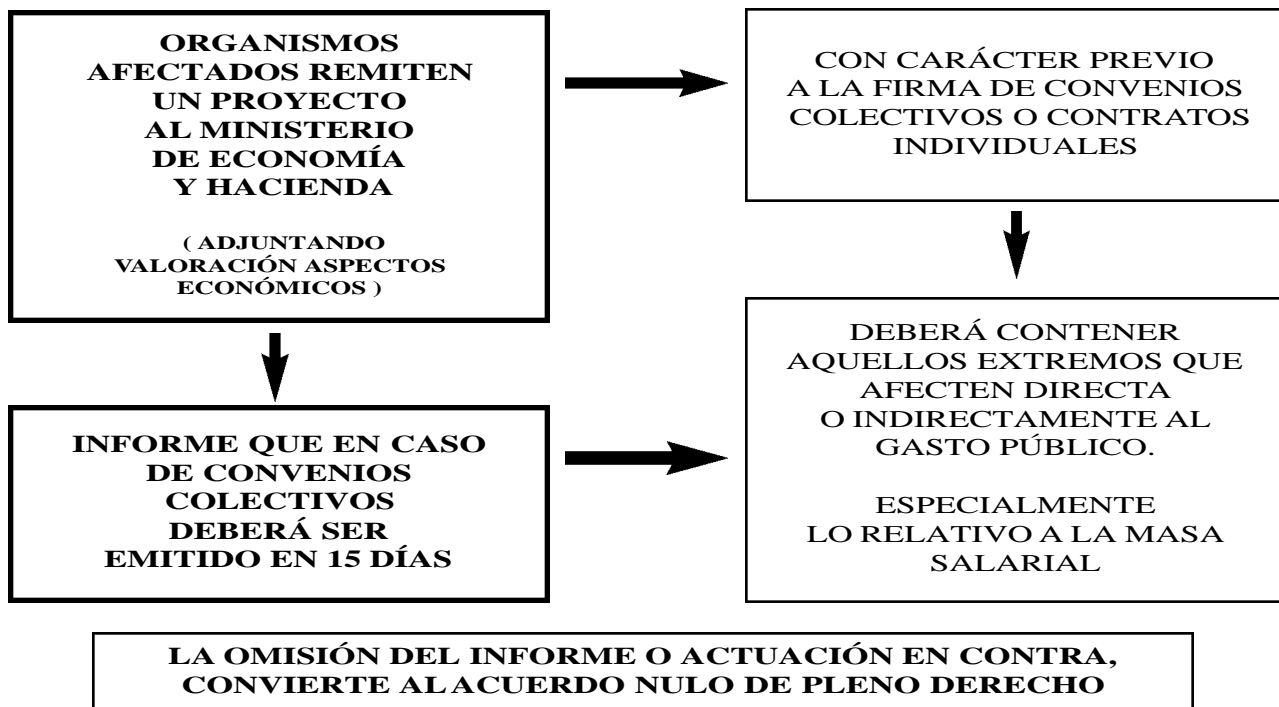 ORGANISMOS
AFECTADOS REMITEN
UN PROYECTO
AL MINISTERIO
DE ECONOMÍA
Y HACIENDA
( ADJUNTANDO
VALORACIÓN ASPECTOS
ECONÓMICOS )
CON CARÁCTER PREVIO
A LA FIRMA DE CONVENIOS
COLECTIVOS O CONTRATOS
INDIVIDUALES
INFORME QUE EN CASO
DE CONVENIOS
COLECTIVOS
DEBERÁ SER
EMITIDO EN 15 DÍAS
DEBERÁ CONTENER
AQUELLOS EXTREMOS QUE
AFECTEN DIRECTA
O INDIRECTAMENTE AL
GASTO PÚBLICO.
ESPECIALMENTE
LO RELATIVO A LA MASA
SALARIAL
LA OMISIÓN DEL INFORME O ACTUACIÓN EN CONTRA,
CONVIERTE AL ACUERDO NULO DE PLENO DERECHO